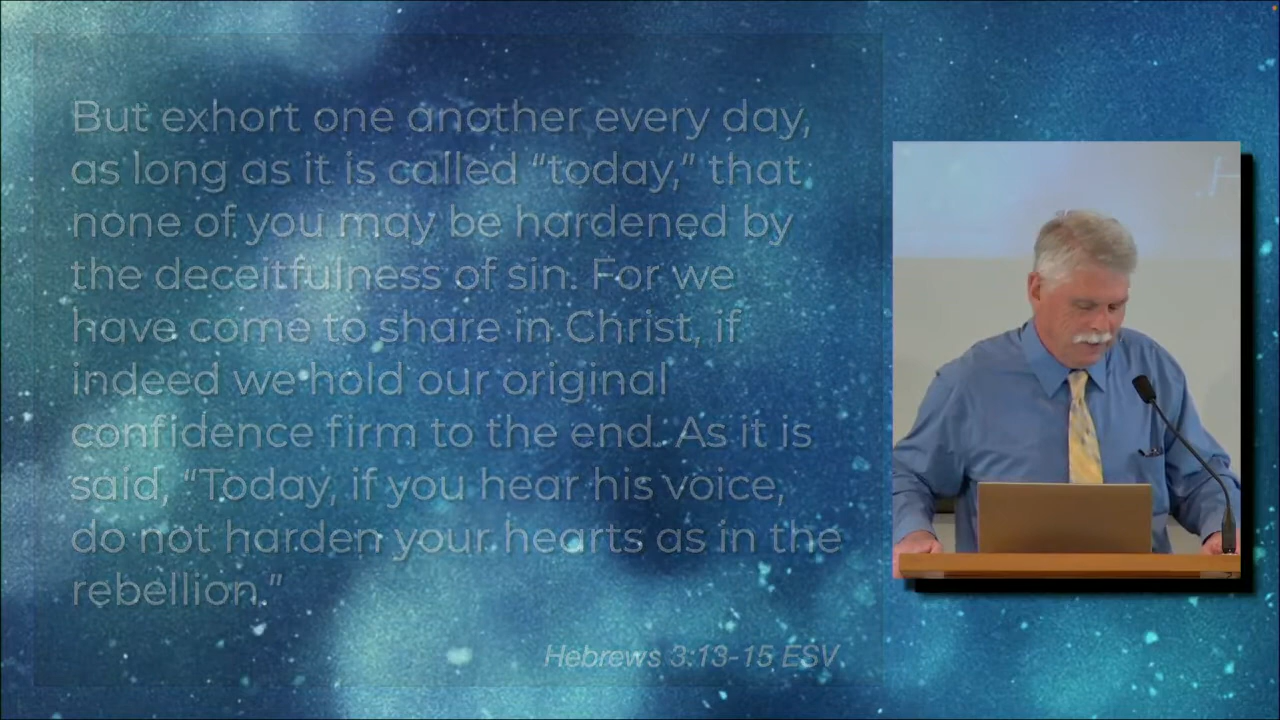 But exhort one another every day,
as long as it is called “today,” that
none of you may be hardened by
the deceitfulness of sin. For we
have come to share in Christ, if
indeed we hold our original
confidence firm to the end. As it is
said, “Today, if you hear his voice,
do not harden your hearts as in the
rebellion.”
Hebrews 3:13-15 ESV